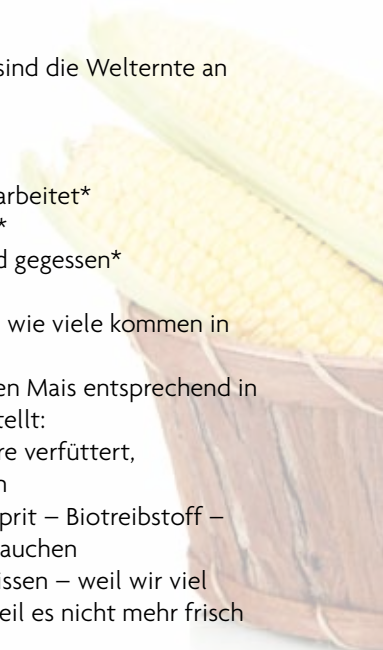 sind die Welternte an
arbeitet*
*
d gegessen*
wie viele kommen in
en Mais entsprechend in
tellt:
re verfüttert,
n
prit – Biotreibstoff –
auchen
issen – weil wir viel
eil es nicht mehr frisch